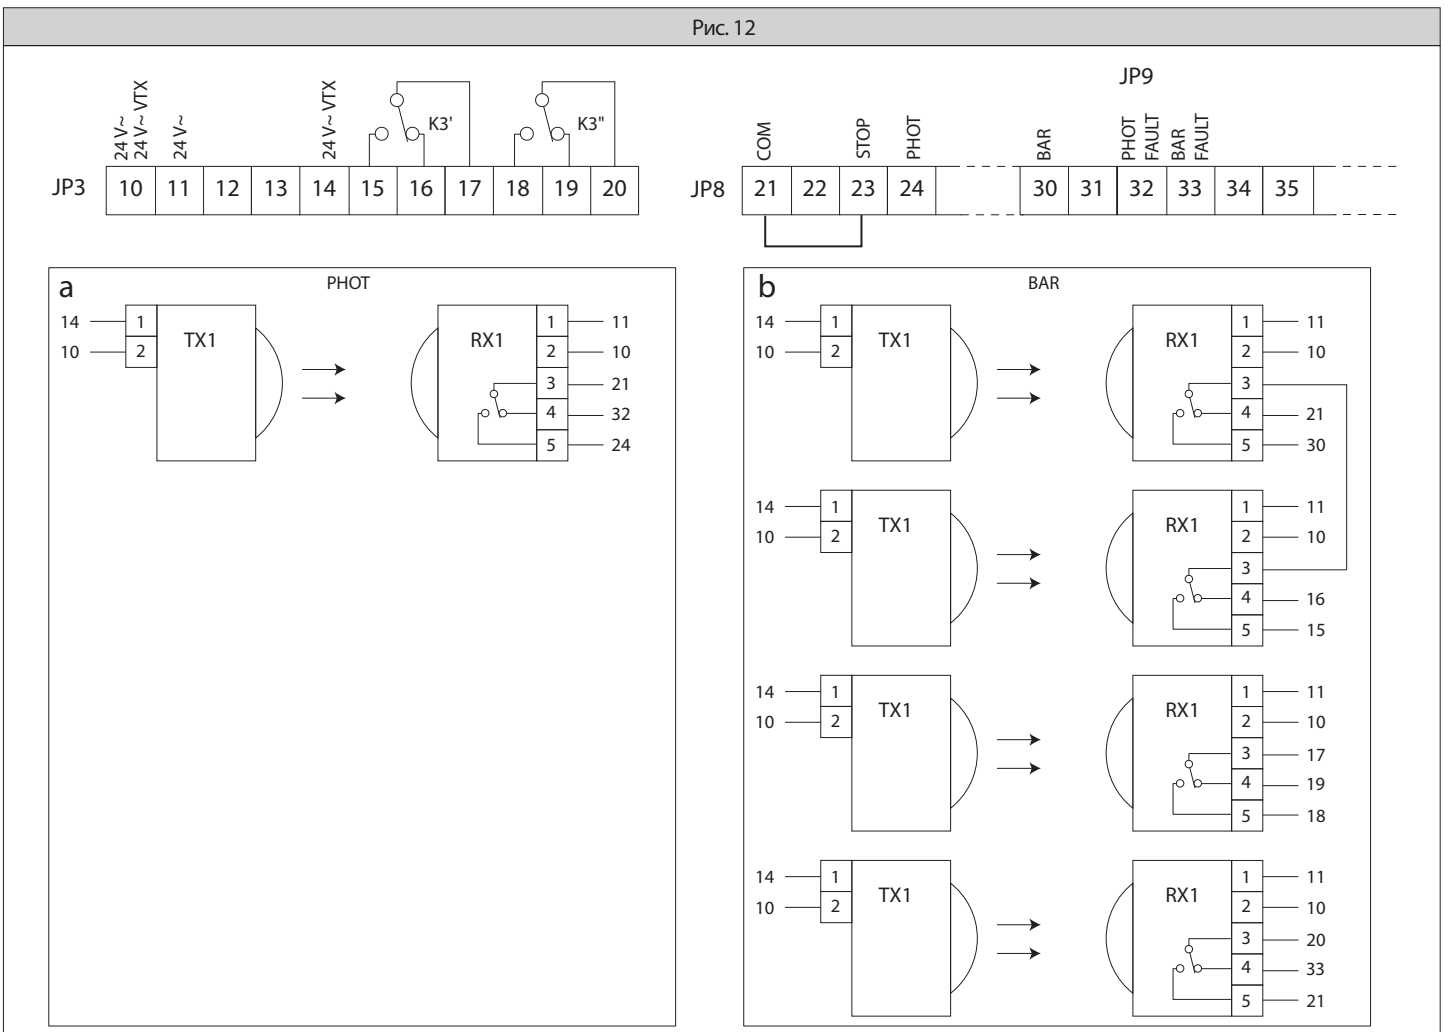 Рис. 12
JP9
24 V~
24 V~ VTX
24 V~
24 V~ VTX
K3'
K3"
COM
STOP
PHOT
BAR
PHOT
FAULT
BAR
FAULT
JP3 10 11 12 13 14 15 16 17 18 19 20
JP8 21 22 23 24 30 31 32 33 34 35
a PHOT
14 1 TX1 RX1 1 11
10 2 2 10
3 21
4 32
5 24
b BAR
14 1 TX1 RX1 1 11
10 2 2 10
3
4 21
5 30
14 1 TX1 RX1 1 11
10 2 2 10
3
4 16
5 15
14 1 TX1 RX1 1 11
10 2 2 10
3 17
4 19
5 18
14 1 TX1 RX1 1 11
10 2 2 10
3 20
4 33
5 21